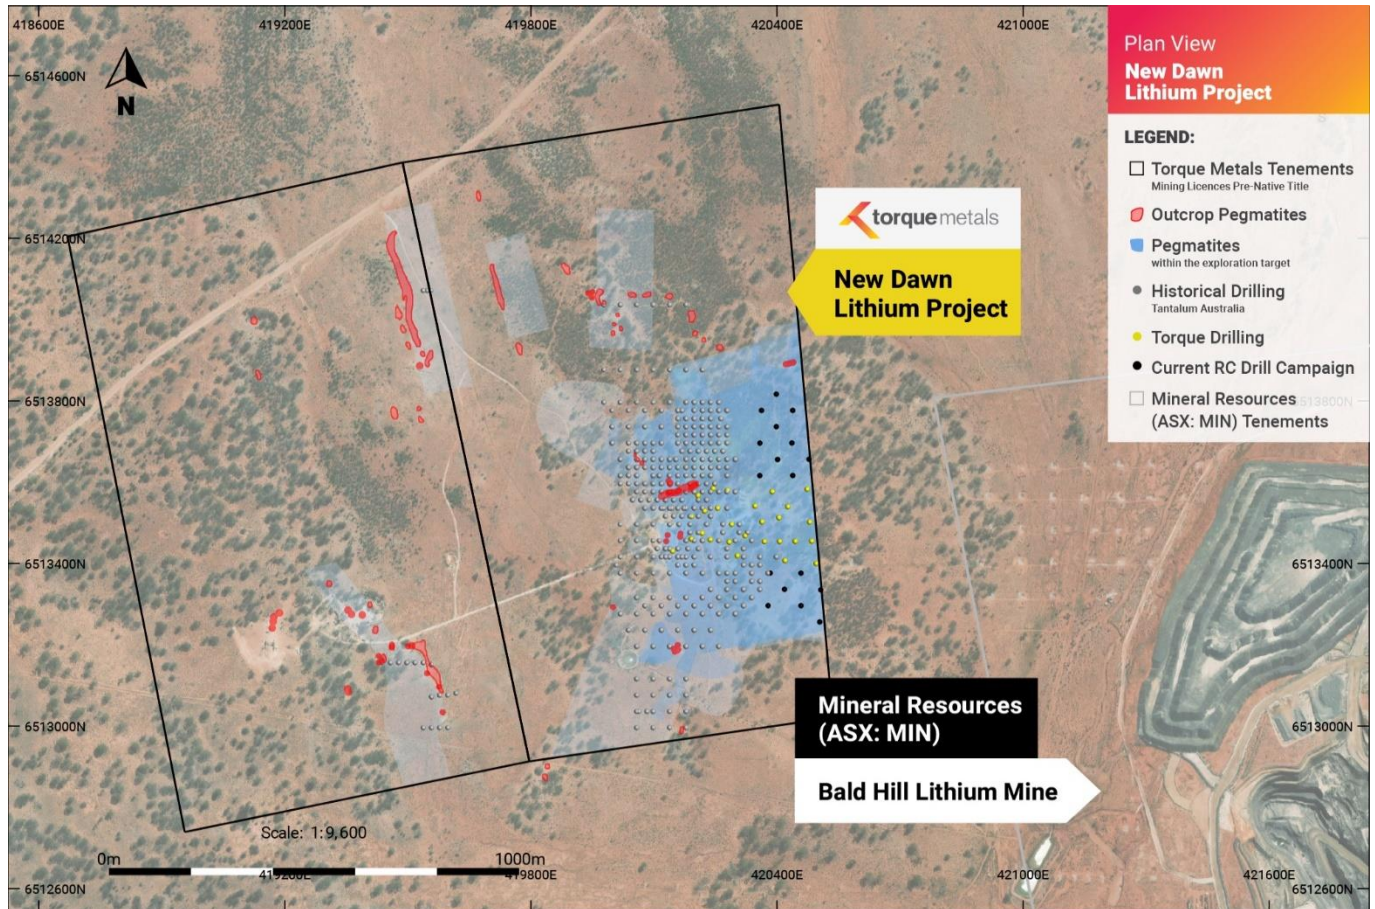 418600E
419200E
419800E
420400E
421000E
Plan View
New Dawn
Lithium Project
6514600N
N
LEGEND:
Torque Metals Tenements
Mining Licences Pre-Native Title
Outcrop Pegmatites
Pegmatites
within the exploration target
Historical Drilling
Tantalum Australia
Torque Drilling
Current RC Drill Campaign
Mineral Resources
(ASX: MIN) Tenements
6514200N
torquemetals
New Dawn
Lithium Project
6513800N
6513800N
6513400N
6513400N
Mineral Resources
(ASX: MIN)
6513000N
6513000N
Bald Hill Lithium Mine
Scale: 1:9,600
0m
1000m
419200E
419800E
420400E
421000E
421600E
6512600N
6512600N